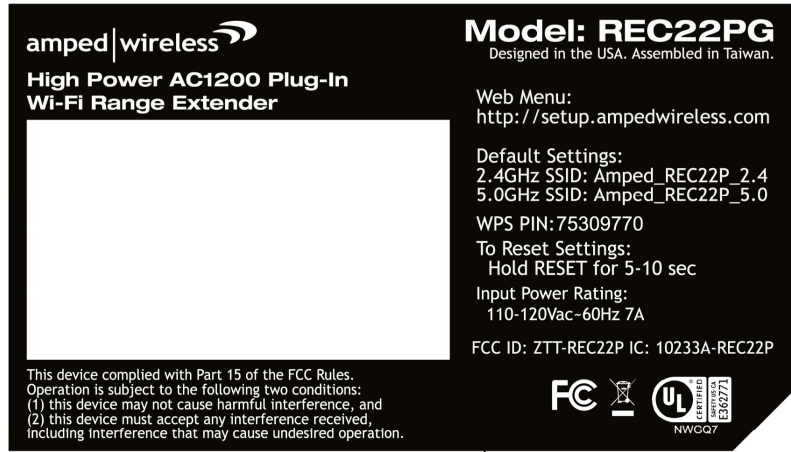 amped wireless
High Power AC1200 Plug-In
Wi-Fi Range Extender
This device complied with Part 15 of the FCC Rules.
Operation is subject to the following two conditions:
(1) this device may not cause harmful interference, and
(2) this device must accept any interference received,
including interference that may cause undesired operation.
Model: REC22PG
Designed in the USA. Assembled in Taiwan.
Web Menu:
http://setup.ampedwireless.com
Default Settings:
2.4GHz SSID: Amped_REC22P_2.4
5.0GHz SSID: Amped_REC22P_5.0
WPS PIN:75309770
To Reset Settings:
Hold RESET for 5-10 sec
Input Power Rating:
110-120Vac~60Hz 7A
FCC ID: ZTT-REC22P IC: 10233A-REC22P
FC
UL ®
CERTIFIED
SAFETY US-CA
E362771
NWGQ7